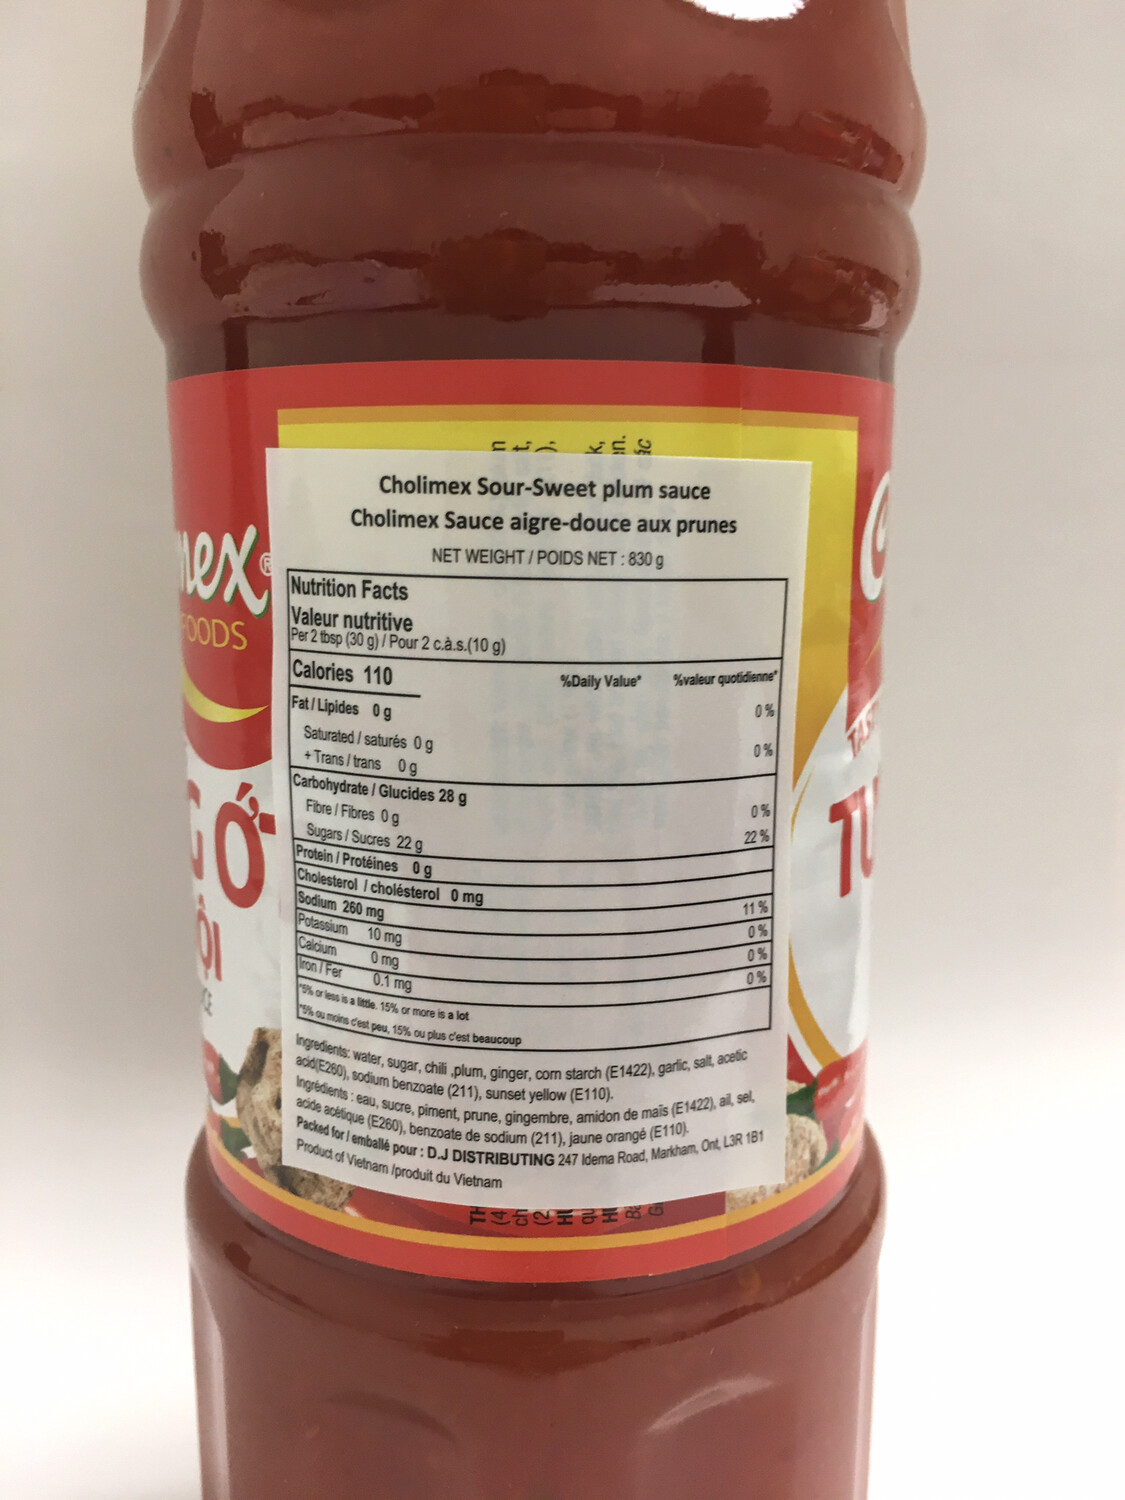 Cholimex Sour-Sweet plum sauce
Cholimex Sauce aigre-douce aux prunes
NET WEIGHT / POIDS NET : 830 g
Nutrition Facts
Valeur nutritive
Per 2 tbsp (30 g) / Pour 2 c.à.s.(10 g)
Calories 110 %Daily Value* %valeur quotidienne*
Fat / Lipides 0 g 0 %
Saturated / saturés 0 g
+ Trans / trans 0 g 0 %
Carbohydrate / Glucides 28 g
Fibre / Fibres 0 g 0 %
Sugars / Sucres 22 g 22 %
Protein / Protéines 0 g
Cholesterol / cholésterol 0 mg
Sodium 260 mg 11 %
Potassium 10 mg 0 %
Calcium 0 mg 0 %
Iron / Fer 0.1 mg 0 %
*5% or less is a little. 15% or more is a lot
*5% ou moins c'est peu, 15% ou plus c'est beaucoup
Ingredients: water, sugar, chili ,plum, ginger, corn starch (E1422), garlic, salt, acetic
acid(E260), sodium benzoate (211), sunset yellow (E110).
Ingrédients : eau, sucre, piment, prune, gingembre, amidon de maïs (E1422), ail, sel,
acide acétique (E260), benzoate de sodium (211), jaune orangé (E110).
Packed for / emballé pour : D.J DISTRIBUTING 247 Idema Road, Markham, Ont, L3R 1B1
Product of Vietnam /produit du Vietnam
mex®
FOODS